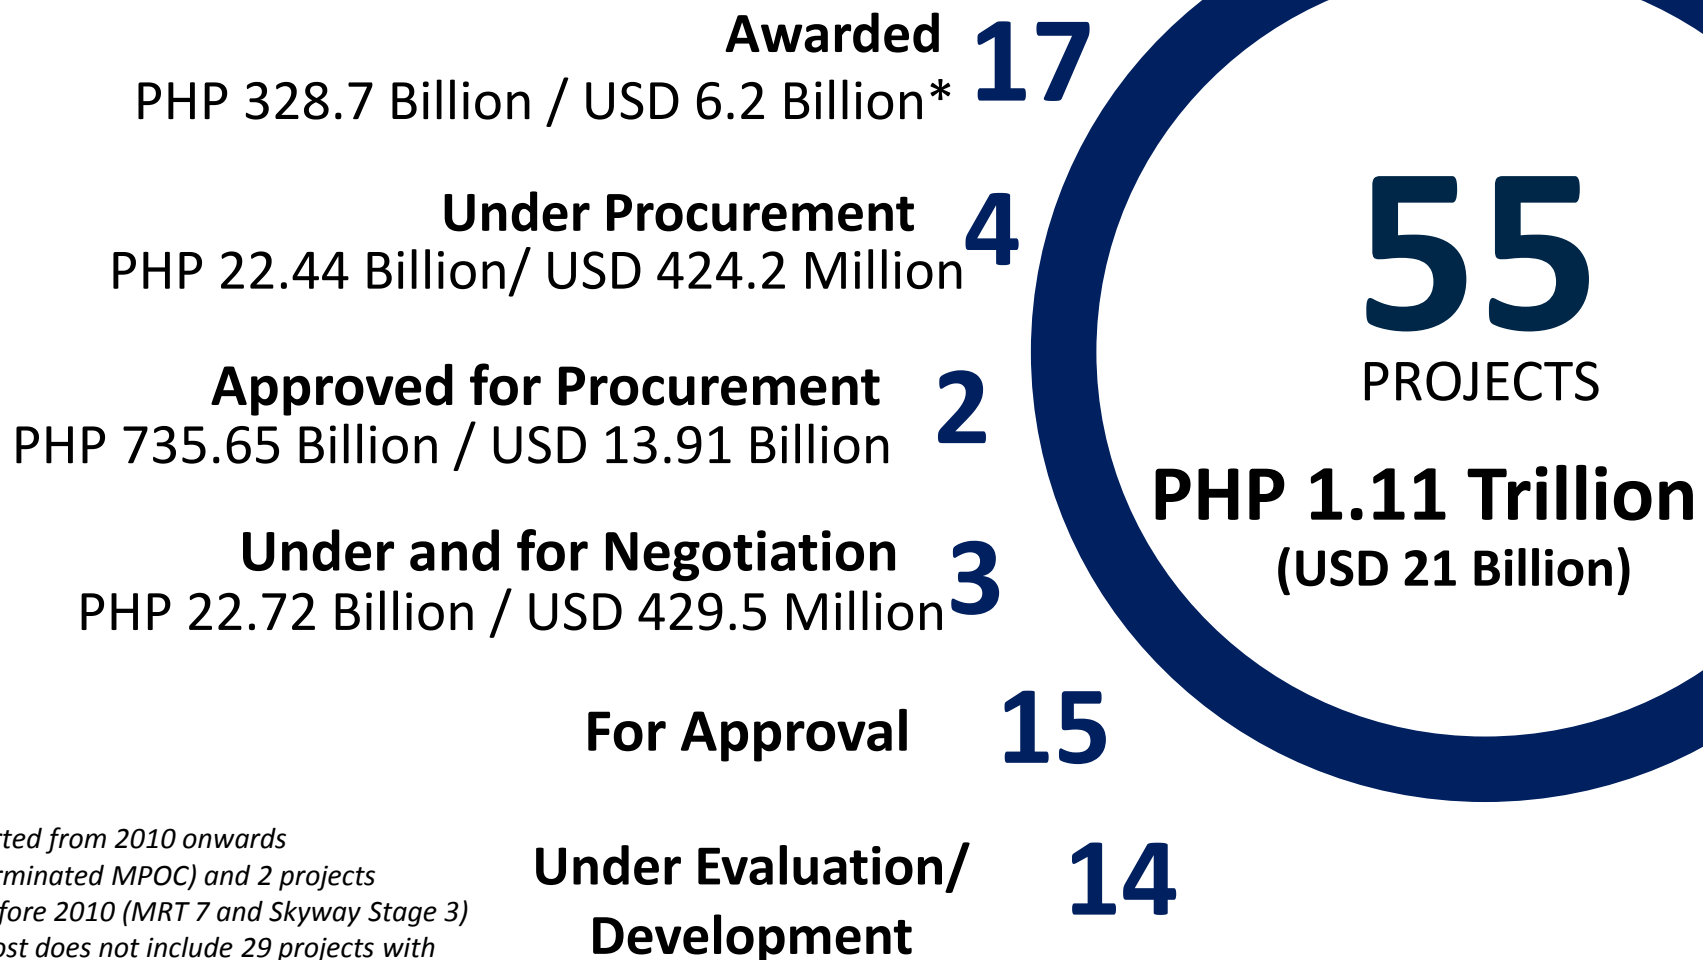 Awarded 17
PHP 328.7 Billion / USD 6.2 Billion*
Under Procurement 4
PHP 22.44 Billion/ USD 424.2 Million
Approved for Procurement 2
PHP 735.65 Billion / USD 13.91 Billion
Under and for Negotiation 3
PHP 22.72 Billion / USD 429.5 Million
For Approval 15
Under Evaluation/ 14
Development
55
PROJECTS
PHP 1.11 Trillion
(USD 21 Billion)
from 2010 onwards
MPOC) and 2 projects
2010 (MRT 7 and Skyway Stage 3)
does not include 29 projects with